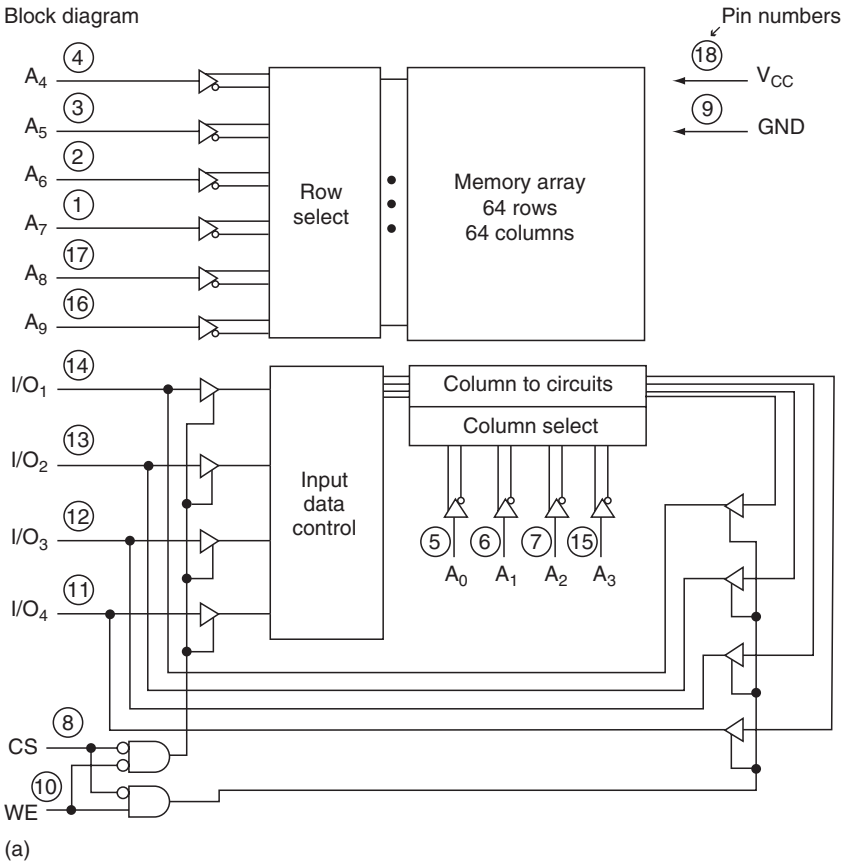 Block diagram
Pin numbers
4
A4
3
A5
2
A6
1
A7
17
A8
16
A9
Row
select
Memory array
64 rows
64 columns
18
VCC
9
GND
14
I/O1
13
I/O2
12
I/O3
11
I/O4
Input
data
control
Column to circuits
Column select
5
6
7
15
A0
A1
A2
A3
8
CS
10
WE
(a)